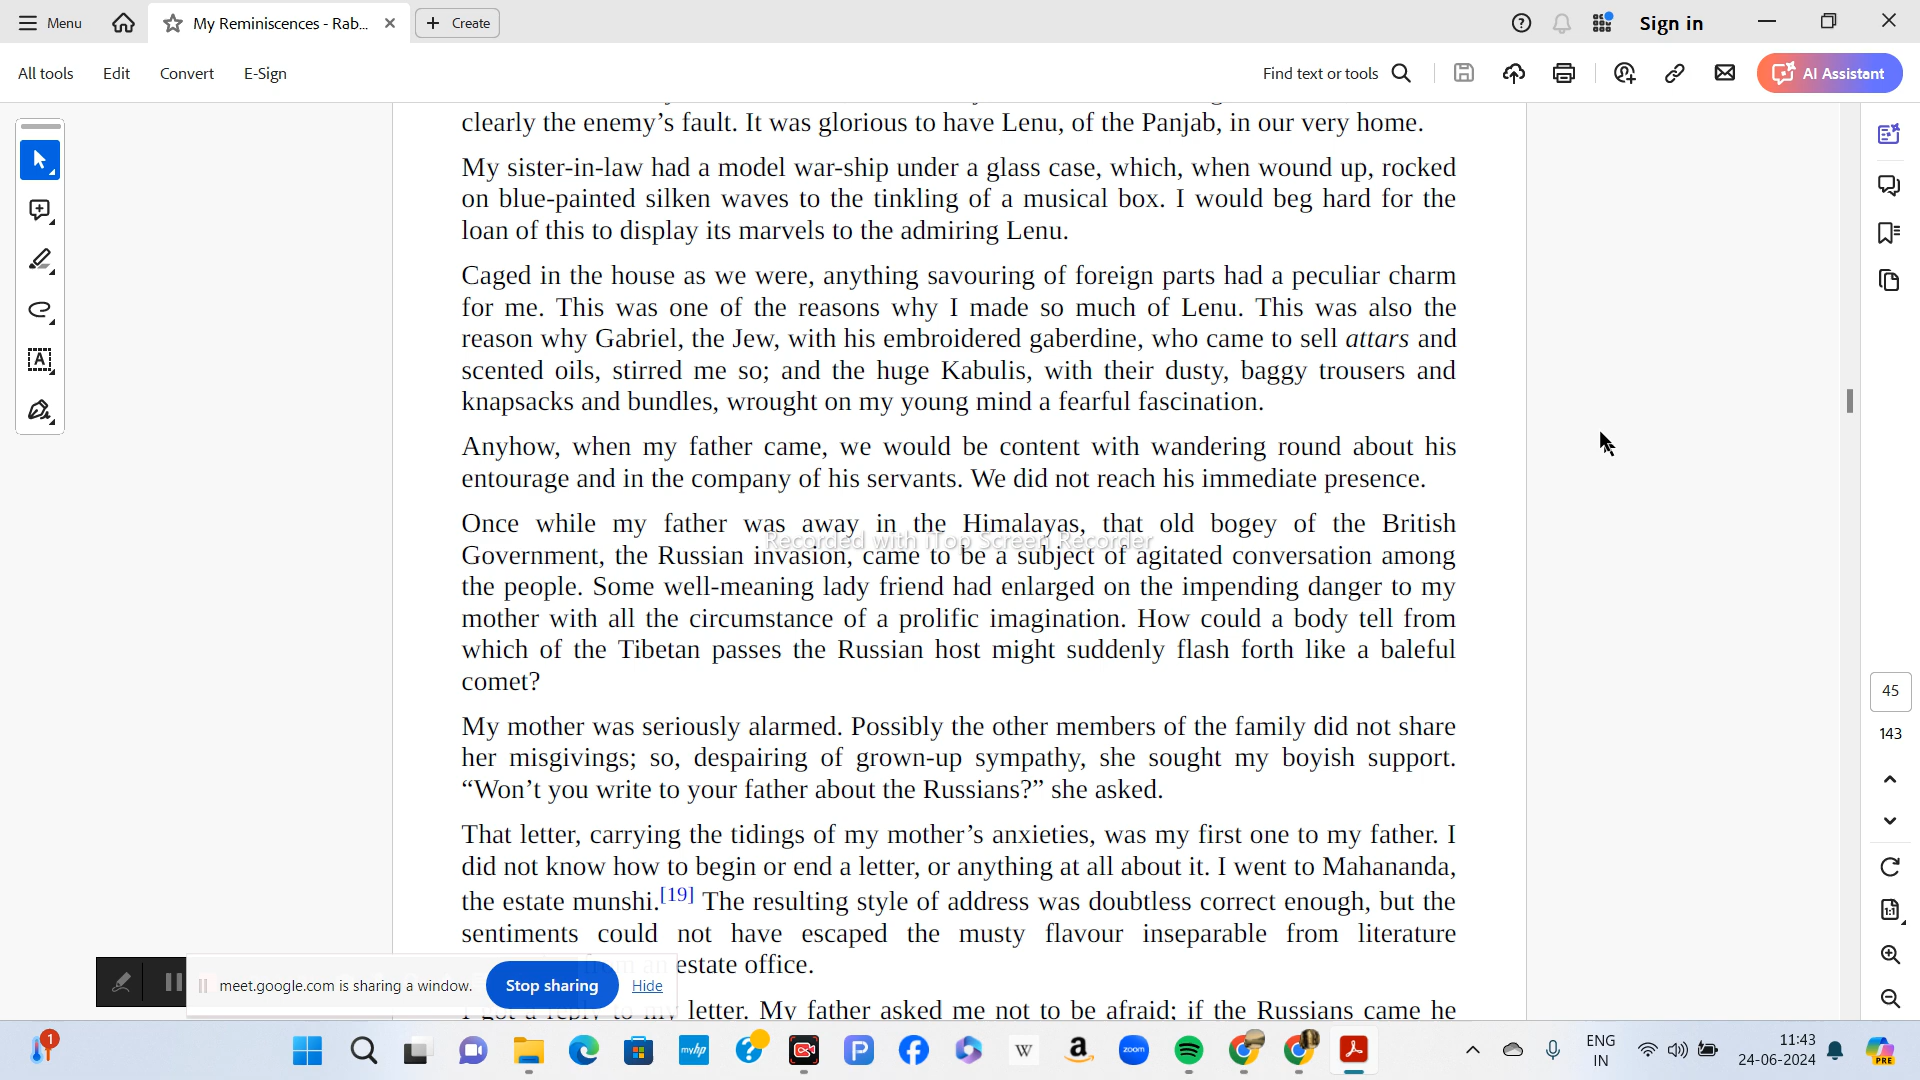 Menu
My Reminiscences - Rab...
Create
Sign in
All tools
Edit
Convert
E-Sign
Find text or tools
AI Assistant
clearly the enemy’s fault. It was glorious to have Lenu, of the Panjab, in our very home.
My sister-in-law had a model war-ship under a glass case, which, when wound up, rocked
on blue-painted silken waves to the tinkling of a musical box. I would beg hard for the
loan of this to display its marvels to the admiring Lenu.
Caged in the house as we were, anything savouring of foreign parts had a peculiar charm
for me. This was one of the reasons why I made so much of Lenu. This was also the
reason why Gabriel, the Jew, with his embroidered gaberdine, who came to sell attars and
scented oils, stirred me so; and the huge Kabulis, with their dusty, baggy trousers and
knapsacks and bundles, wrought on my young mind a fearful fascination.
Anyhow, when my father came, we would be content with wandering round about his
entourage and in the company of his servants. We did not reach his immediate presence.
Once while my father was away in the Himalayas, that old bogey of the British
Recorded with iTop Screen Recorder
Government, the Russian invasion, came to be a subject of agitated conversation among
the people. Some well-meaning lady friend had enlarged on the impending danger to my
mother with all the circumstance of a prolific imagination. How could a body tell from
which of the Tibetan passes the Russian host might suddenly flash forth like a baleful
comet?
My mother was seriously alarmed. Possibly the other members of the family did not share
her misgivings; so, despairing of grown-up sympathy, she sought my boyish support.
“Won’t you write to your father about the Russians?” she asked.
That letter, carrying the tidings of my mother’s anxieties, was my first one to my father. I
did not know how to begin or end a letter, or anything at all about it. I went to Mahananda,
the estate munshi.[19] The resulting style of address was doubtless correct enough, but the
sentiments could not have escaped the musty flavour inseparable from literature
from an estate office.
I got a reply to my letter. My father asked me not to be afraid; if the Russians came he
45
143
meet.google.com is sharing a window.
Stop sharing
Hide
1
myhp
W
zoom
ENG
IN
11:43
24-06-2024
PRE